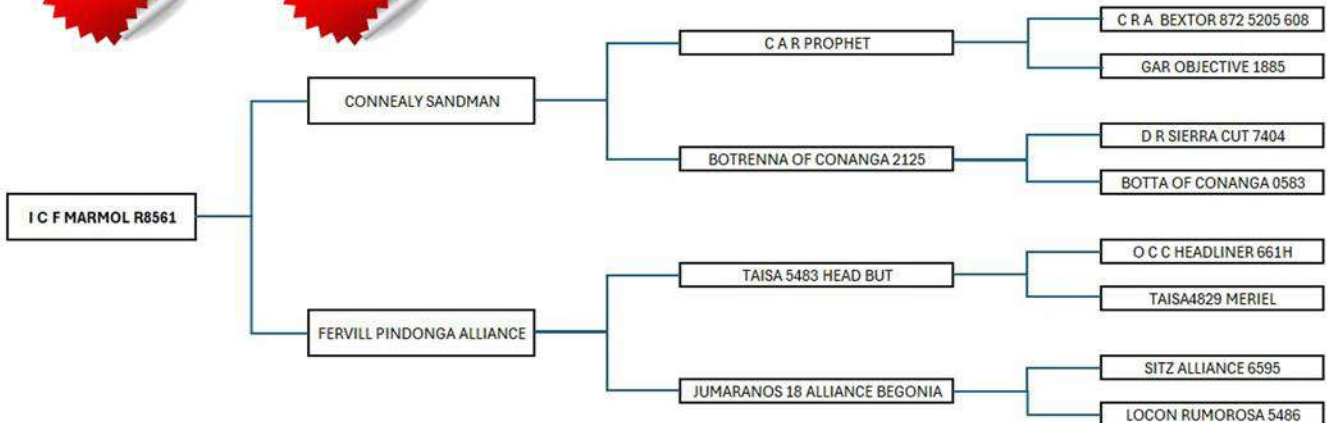 C R A BEXTOR 872 5205 608
C A R PROPHET
GAR OBJECTIVE 1885
CONNEALY SANDMAN
D R SIERRA CUT 7404
BOTRENNA OF CONANGA 2125
BOTTA OF CONANGA 0583
I C F MARMOL R8561
O C C HEADLINER 661H
TAISA 5483 HEAD BUT
TAISA4829 MERIEL
FERVILL PINDONGA ALLIANCE
SITZ ALLIANCE 6595
JUMARANOS 18 ALLIANCE BEGONIA
LOCON RUMOROSA 5486